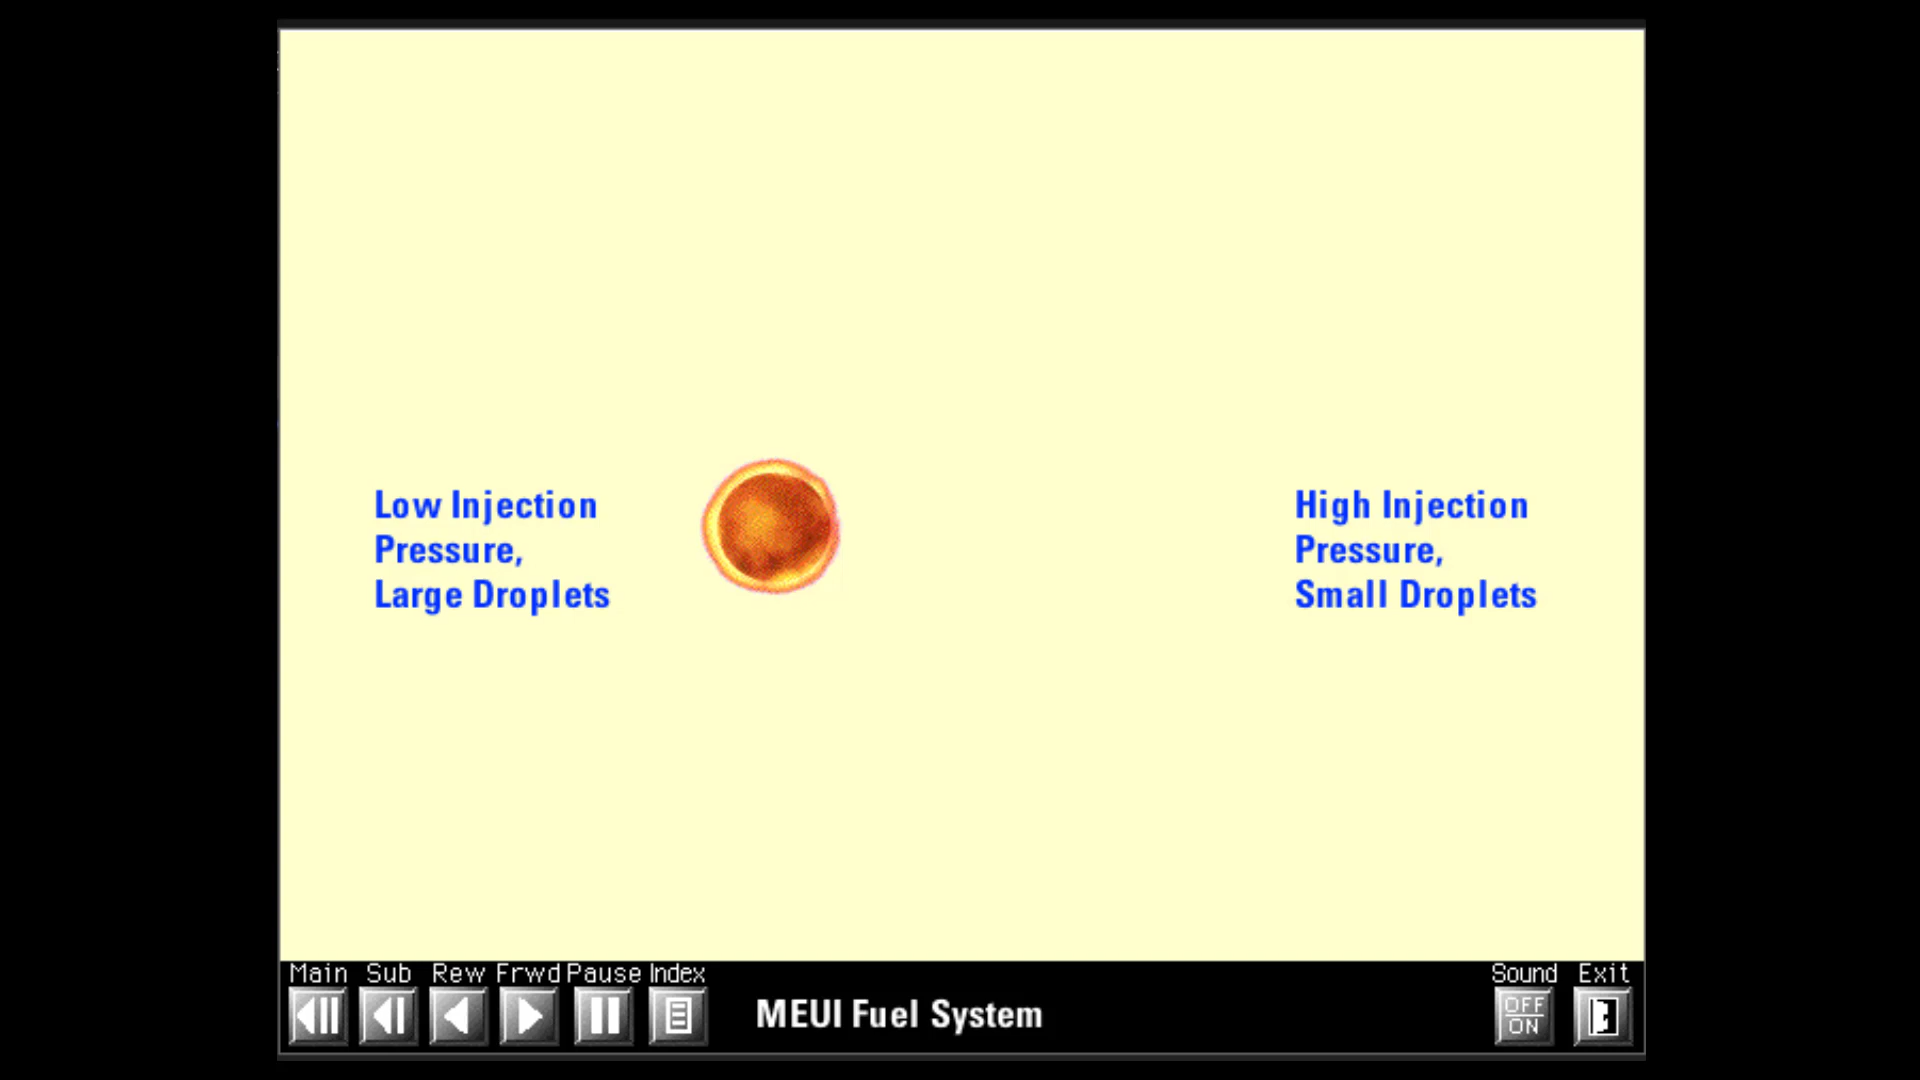 Low Injection
Pressure,
Large Droplets
High Injection
Pressure,
Small Droplets
Main Sub Rew Frwd Pause Index
MEUI Fuel System
Sound Exit
OFF
ON